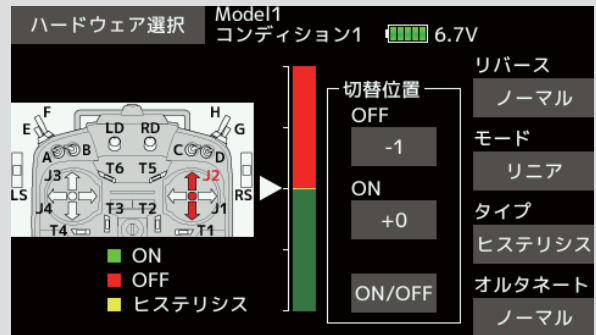 ハードウェア選択
Model1
コンディション1
6.7V
F
H
E
LD
RD
G
A
B
C
D
J3
T6
T5
J2
LS
RS
J4
T3
T2
J1
T4
T1
ON
OFF
ヒステリシス
切替位置
OFF
-1
ON
+0
ON/OFF
リバース
ノーマル
モード
リニア
タイプ
ヒステリシス
オルタネート
ノーマル